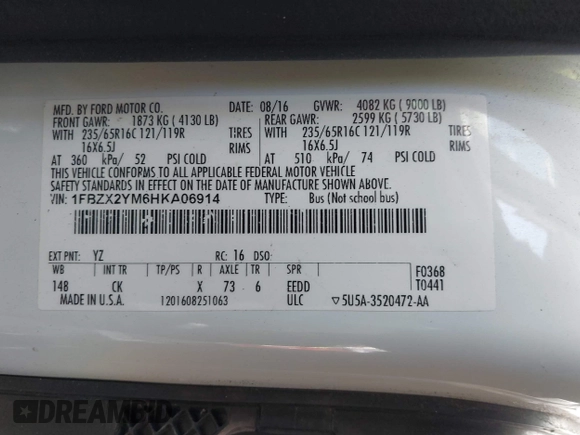 MFD. BY FORD MOTOR CO. DATE: 08/16 GVWR: 4082 KG ( 9000 LB)
FRONT GAWR: 1873 KG ( 4130 LB) REAR GAWR: 2599 KG ( 5730 LB)
WITH 235/65R16C 121/119R TIRES WITH 235/65R16C 121/119R TIRES
16X6.5J RIMS 16X6.5J RIMS
AT 360 kPa/ 52 PSI COLD AT 510 kPa/ 74 PSI COLD
THIS VEHICLE CONFORMS TO ALL APPLICABLE FEDERAL MOTOR VEHICLE
SAFETY STANDARDS IN EFFECT ON THE DATE OF MANUFACTURE SHOWN ABOVE.
VIN: 1FBZX2YM6HKA06914 TYPE: Bus (Not school bus)
EXT PNT: YZ RC: 16 DSO:
WB INT TR TP/PS R AXLE TR SPR F0368
148 CK X 73 6 EEDD T0441
MADE IN U.S.A. 1201608251063 ULC ▽5U5A-3520472-AA
DREAMBID